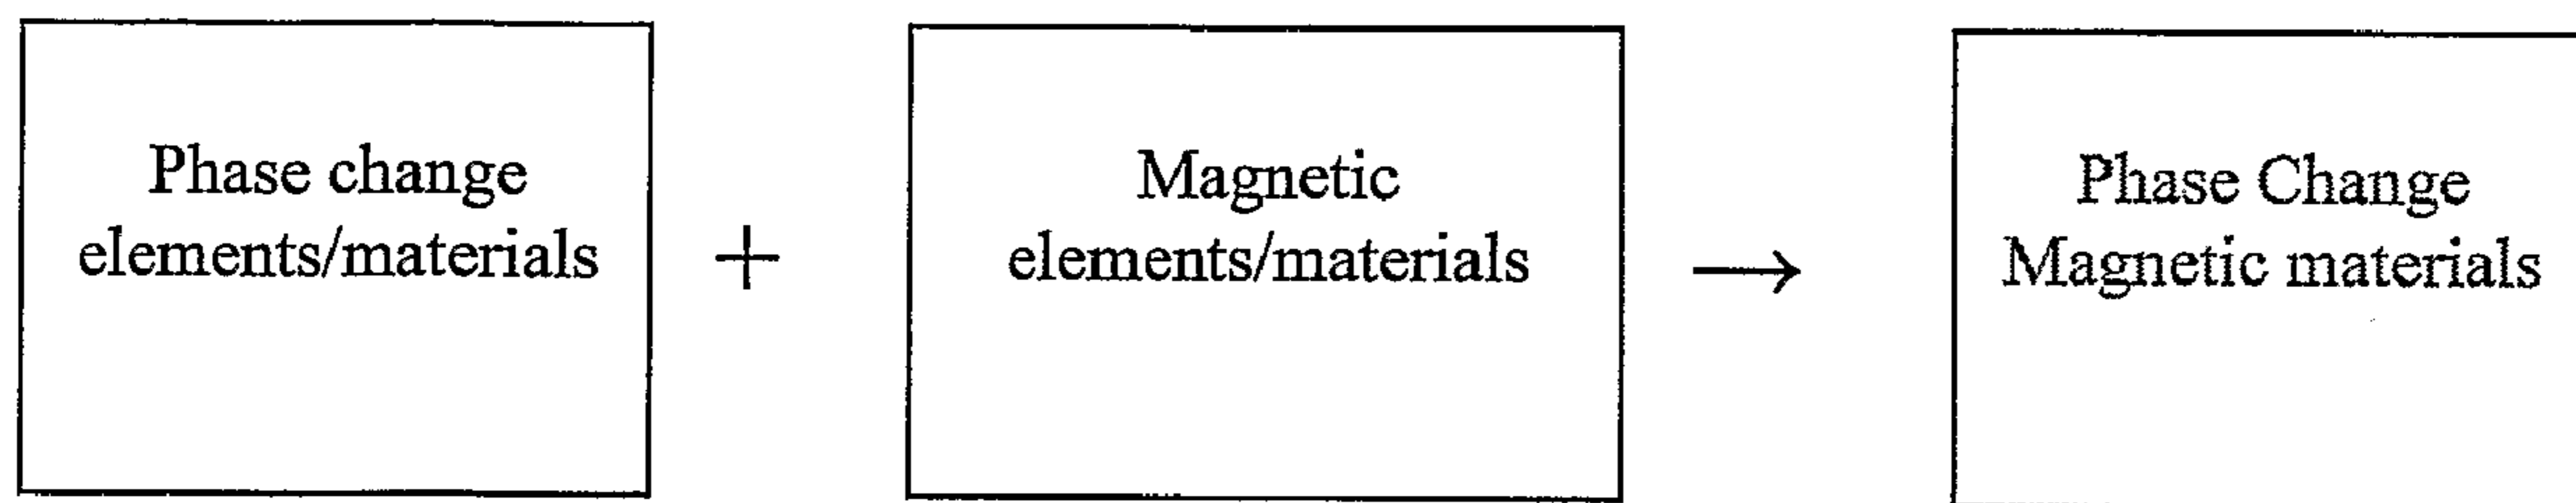 Phase change
elements/materials
+
Magnetic
elements/materials
→
Phase Change
Magnetic materials